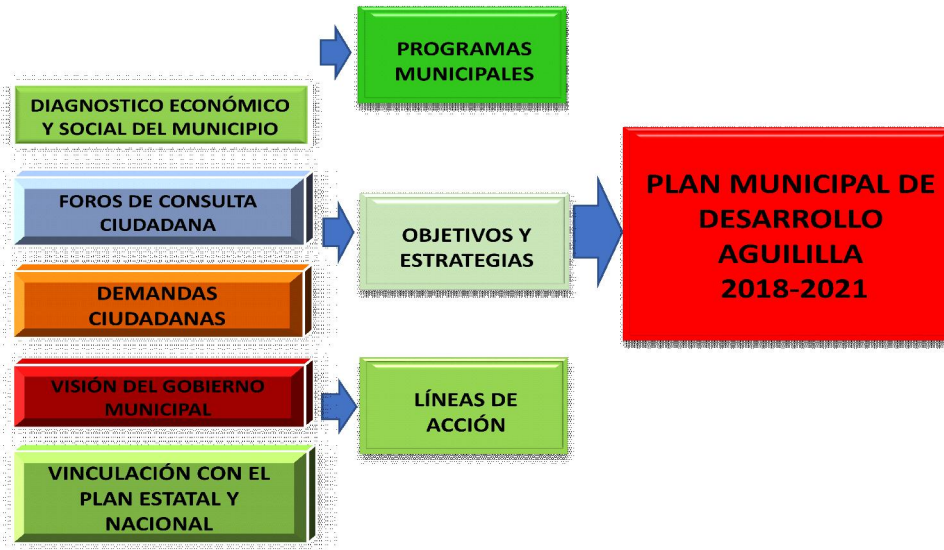 PROGRAMAS
MUNICIPALES
DIAGNOSTICO ECONÓMICO
Y SOCIAL DEL MUNICIPIO
FOROS DE CONSULTA
CIUDADANA
DEMANDAS
CIUDADANAS
VISIÓN DEL GOBIERNO
MUNICIPAL
VINCULACIÓN CON EL
PLAN ESTATAL Y
NACIONAL
OBJETIVOS Y
ESTRATEGIAS
LÍNEAS DE
ACCIÓN
PLAN MUNICIPAL DE
DESARROLLO
AGUILILLA
2018-2021